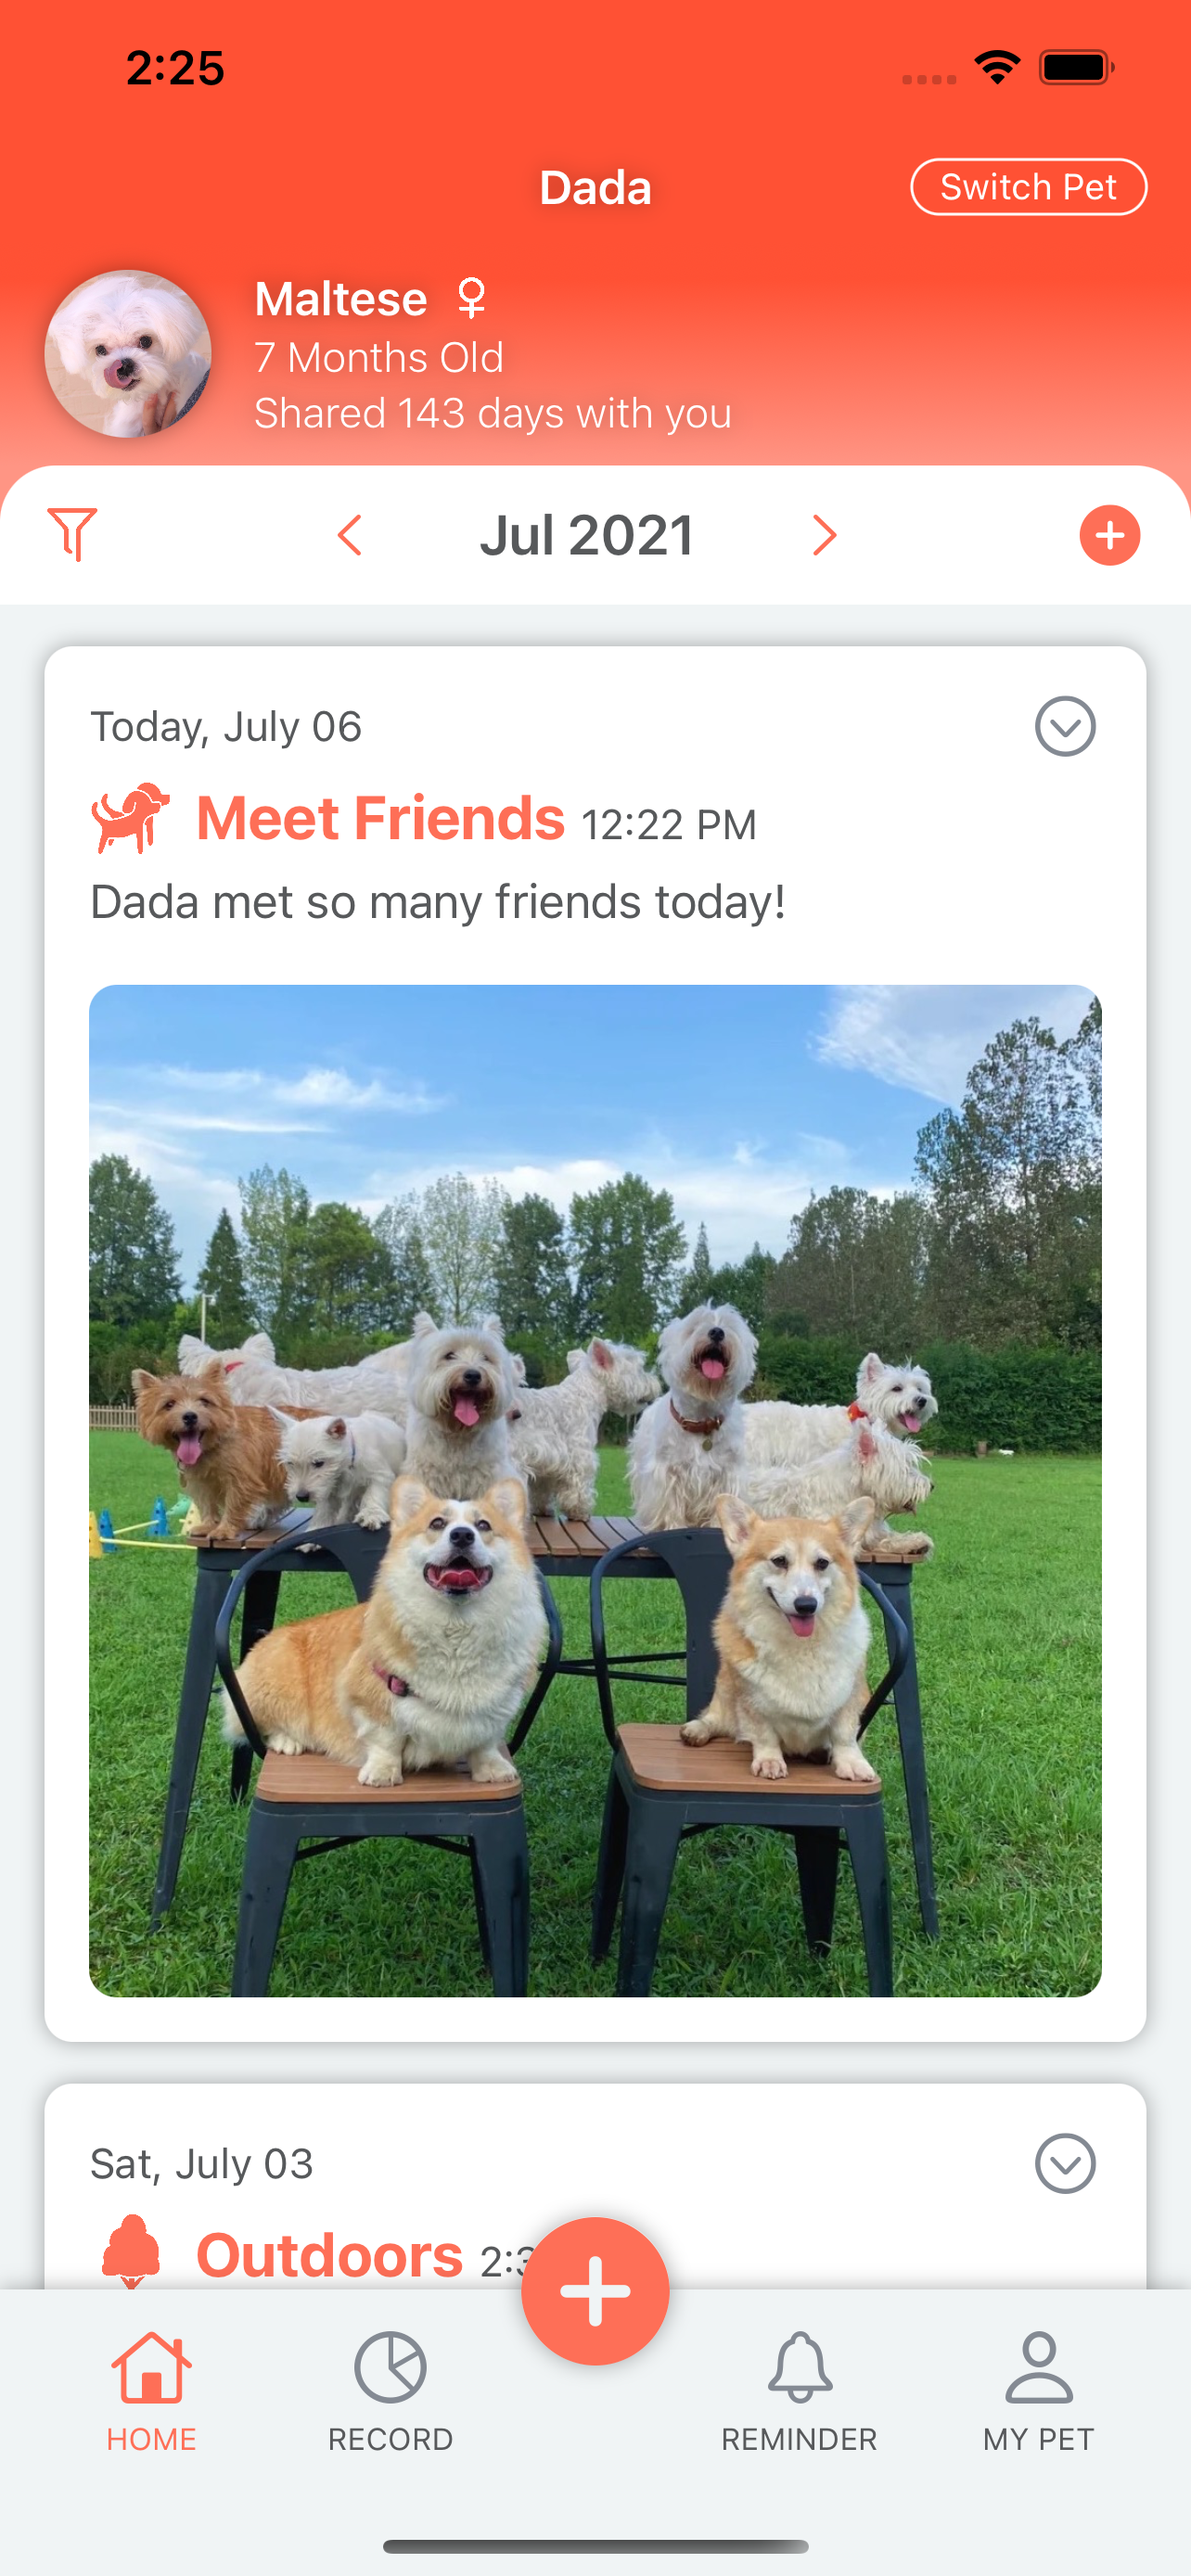 2:25
Dada
Switch Pet
Maltese ♀
7 Months Old
Shared 143 days with you
Jul 2021
Today, July 06
Meet Friends 12:22 PM
Dada met so many friends today!
Sat, July 03
Outdoors
HOME
RECORD
REMINDER
MY PET